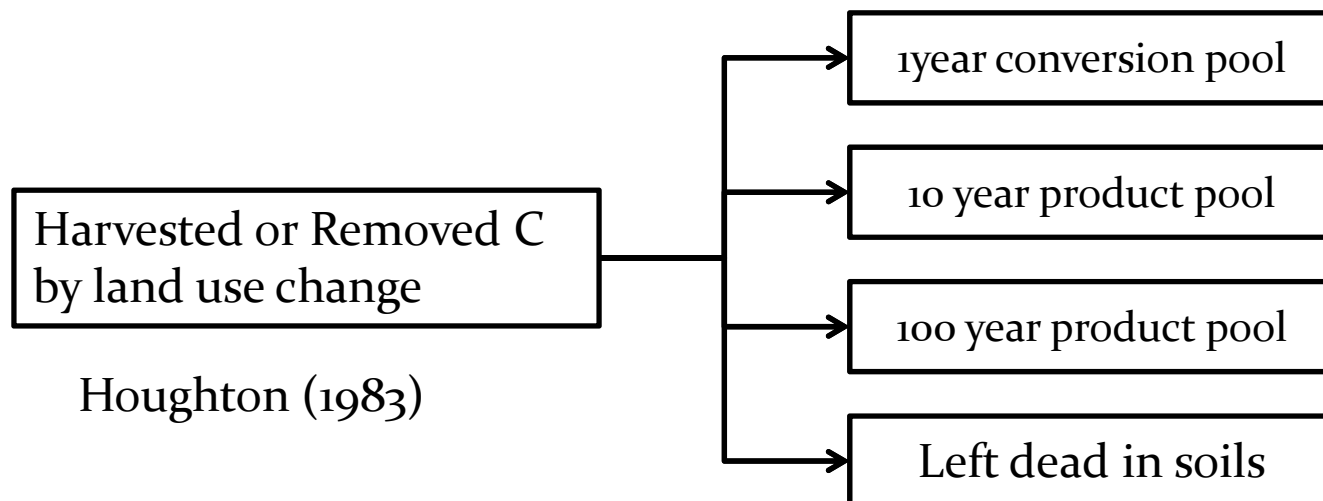 1year conversion pool
10 year product pool
Harvested or Removed C
by land use change
100 year product pool
Houghton (1983)
Left dead in soils